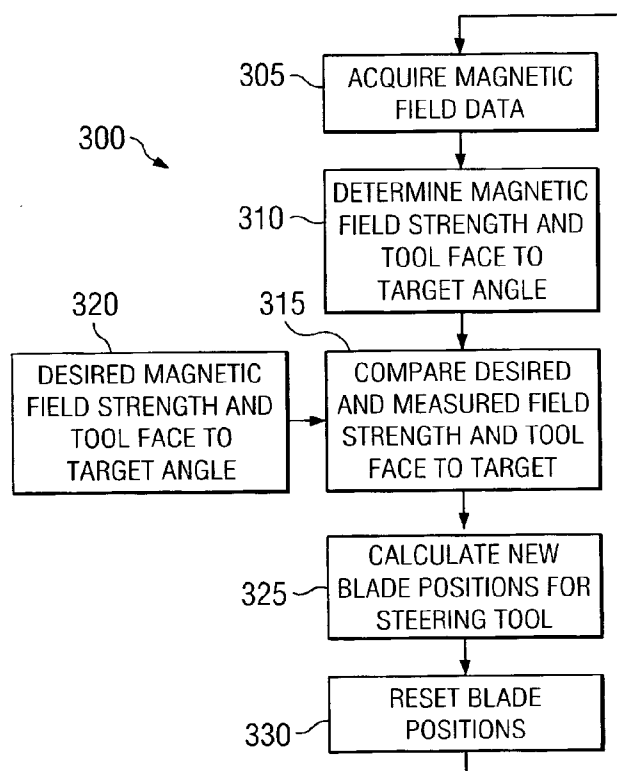 305
ACQUIRE MAGNETIC
FIELD DATA
300
310
DETERMINE MAGNETIC
FIELD STRENGTH AND
TOOL FACE TO
TARGET ANGLE
320
DESIRED MAGNETIC
FIELD STRENGTH AND
TOOL FACE TO
TARGET ANGLE
315
COMPARE DESIRED
AND MEASURED FIELD
STRENGTH AND TOOL
FACE TO TARGET
325
CALCULATE NEW
BLADE POSITIONS FOR
STEERING TOOL
330
RESET BLADE
POSITIONS